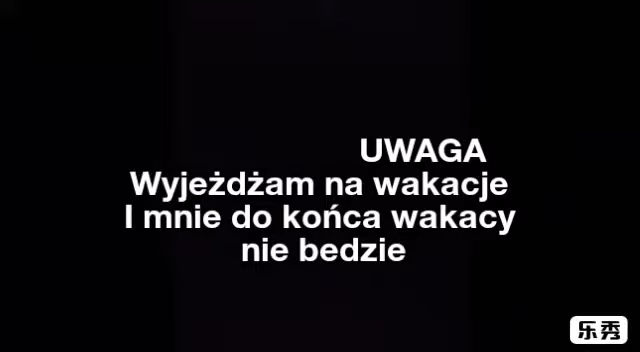 UWAGA
Wyjeżdżam na wakacje
I mnie do końca wakacy
nie bedzie
乐秀